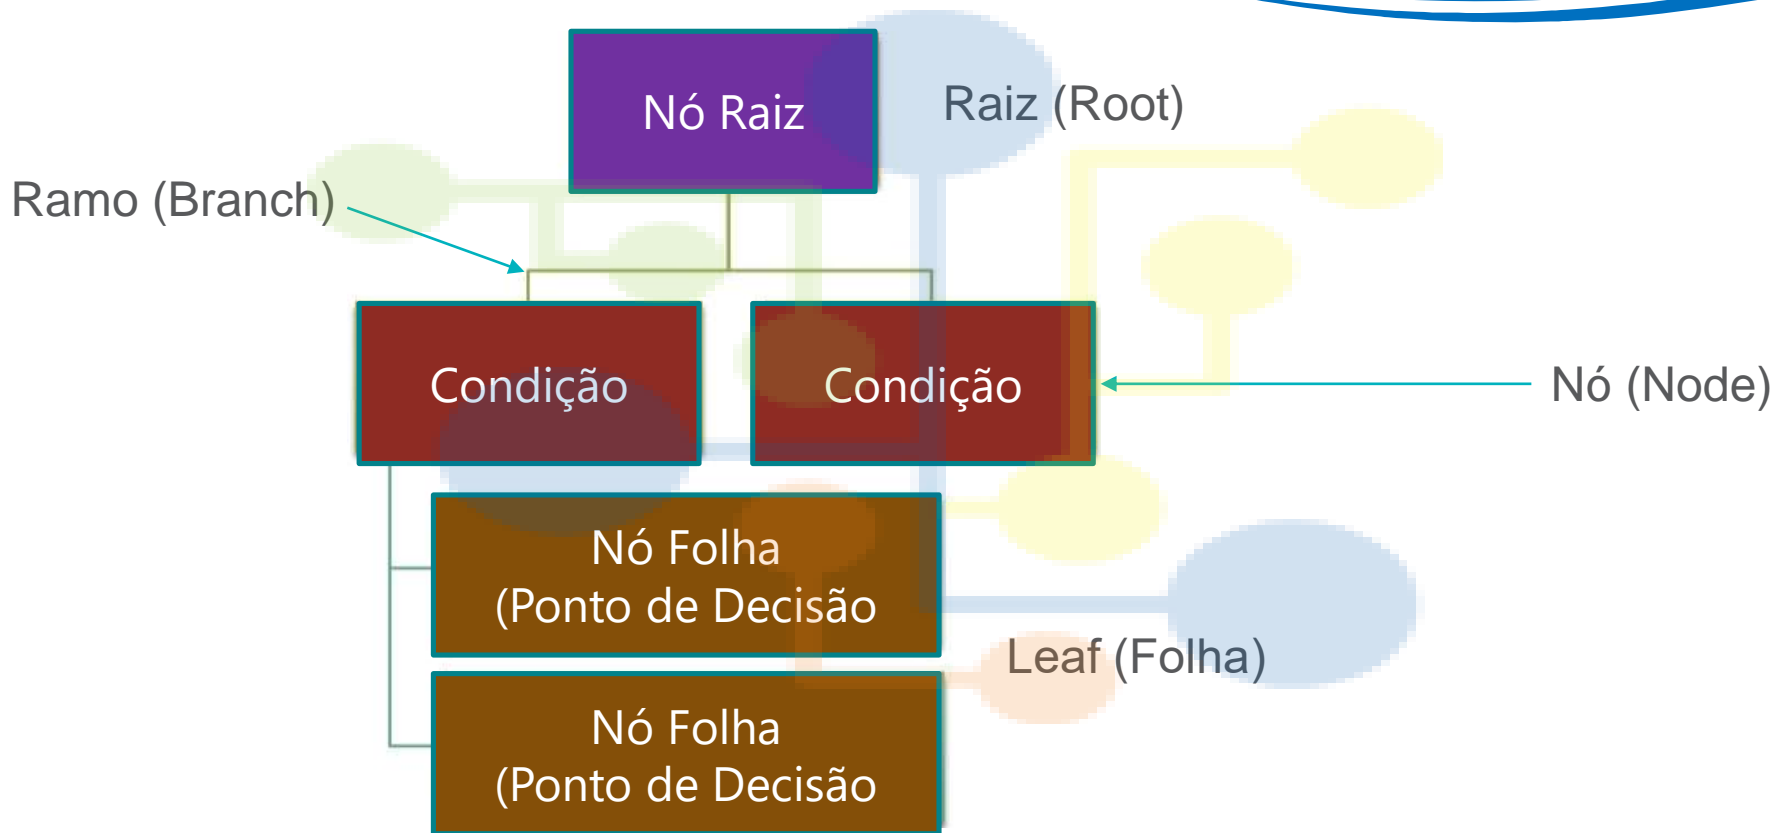 Nó Raiz
Raiz (Root)
Ramo (Branch)
Condição
Condição
Nó (Node)
Nó Folha
(Ponto de Decisão
Leaf (Folha)
Nó Folha
(Ponto de Decisão